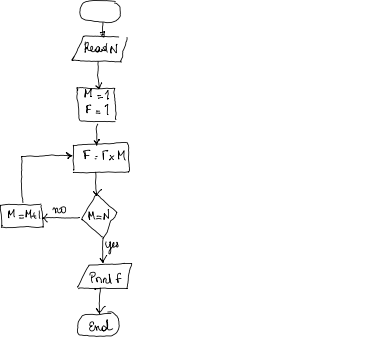 Read N
M = 1
F = 1
F = F x M
M = M+1
no
M = N
yes
Print F
End